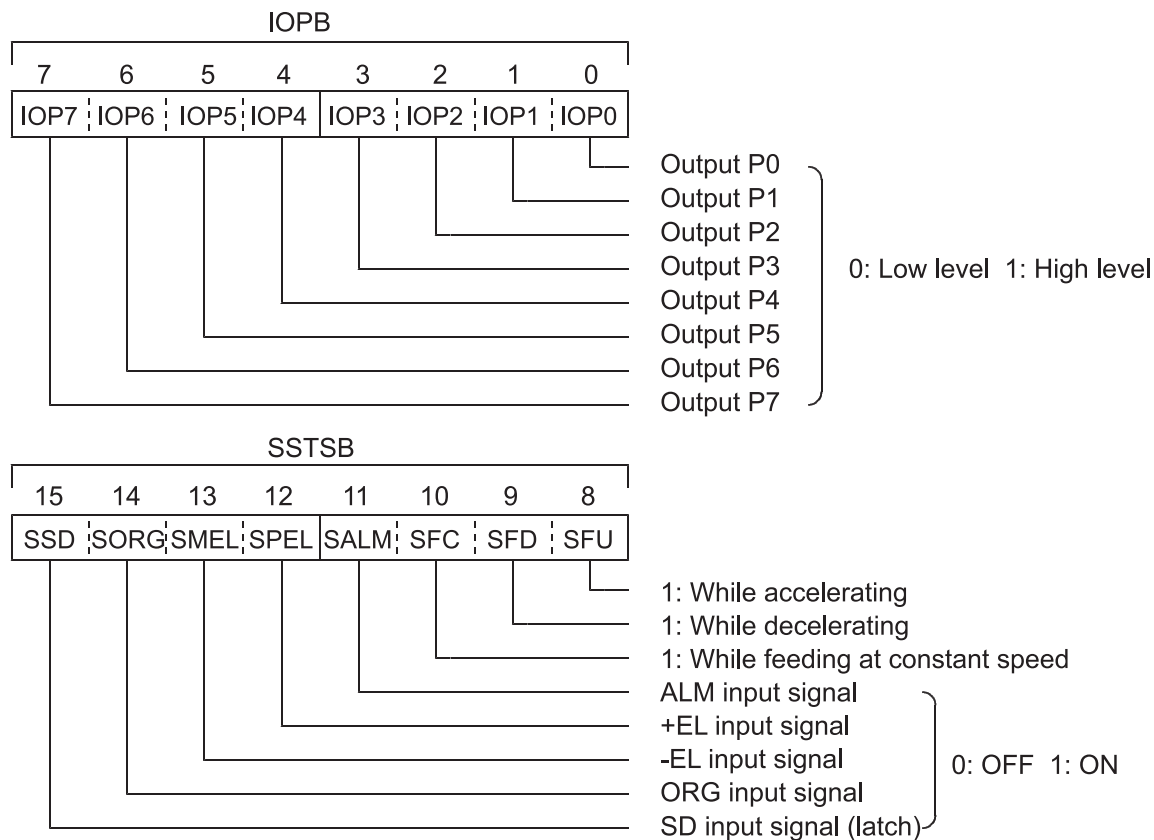 IOPB
7 6 5 4 3 2 1 0
IOP7 IOP6 IOP5 IOP4 IOP3 IOP2 IOP1 IOP0
Output P0
Output P1
Output P2
Output P3
0: Low level 1: High level
Output P4
Output P5
Output P6
Output P7
SSTSB
15 14 13 12 11 10 9 8
SSD SORG SMEL SPEL SALM SFC SFD SFU
1: While accelerating
1: While decelerating
1: While feeding at constant speed
ALM input signal
+EL input signal
-EL input signal
0: OFF 1: ON
ORG input signal
SD input signal (latch)